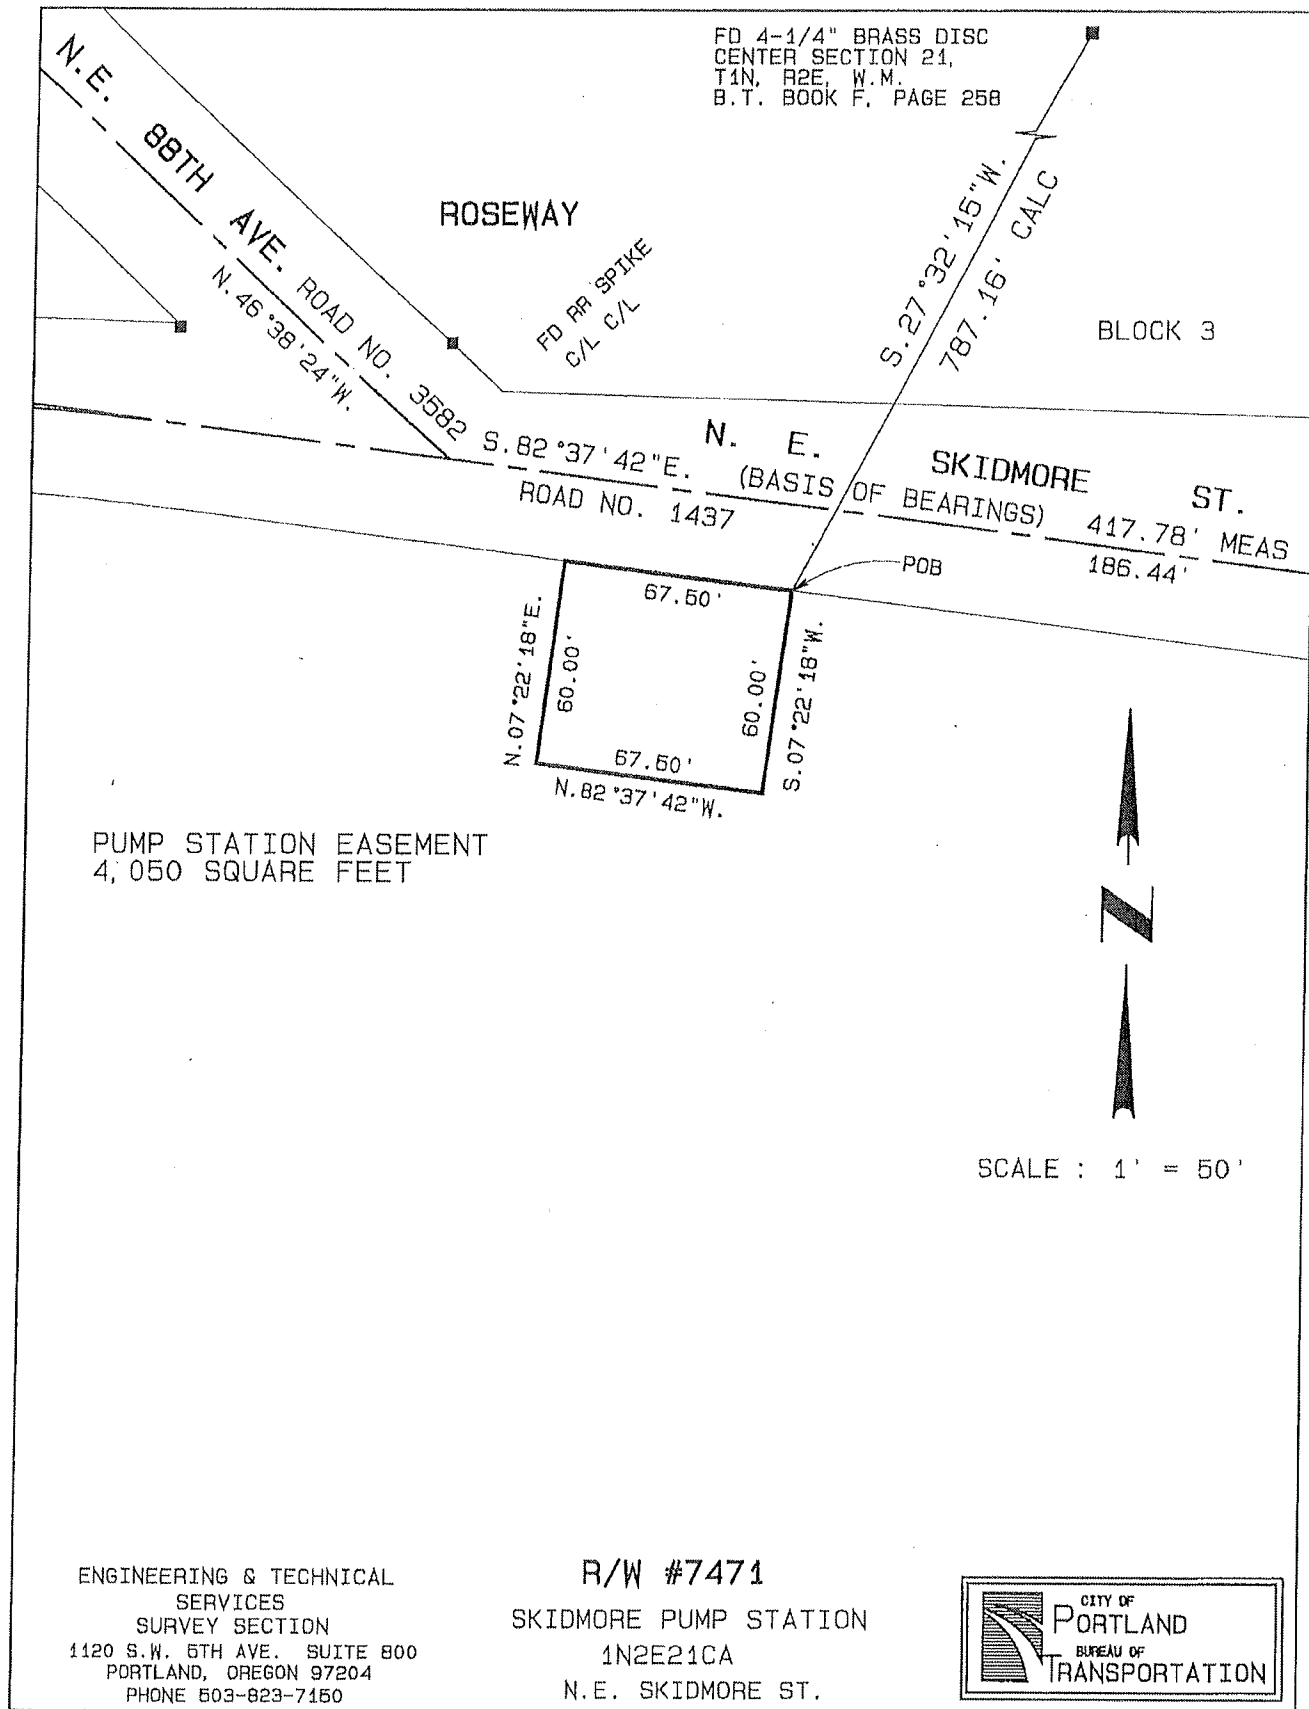 FD 4-1/4" BRASS DISC
CENTER SECTION 21,
T1N, R2E, W.M.
B.T. BOOK F, PAGE 258
N.E. 88TH AVE. ROAD NO. 3582
N.46°38'24"W.
ROSEWAY
FD RR SPIKE
C/L C/L
S.27°32'15"W.
787.16' CALC
BLOCK 3
N. E. SKIDMORE ST.
S.82°37'42"E. (BASIS OF BEARINGS) 417.78' MEAS
ROAD NO. 1437
186.44'
POB
67.50'
N.07°22'18"E.
60.00'
60.00'
S.07°22'18"W.
67.50'
N.82°37'42"W.
PUMP STATION EASEMENT
4,050 SQUARE FEET
N
SCALE : 1' = 50'
ENGINEERING & TECHNICAL
SERVICES
SURVEY SECTION
1120 S.W. 5TH AVE. SUITE 800
PORTLAND, OREGON 97204
PHONE 503-823-7150
R/W #7471
SKIDMORE PUMP STATION
1N2E21CA
N.E. SKIDMORE ST.
CITY OF
PORTLAND
BUREAU OF
TRANSPORTATION